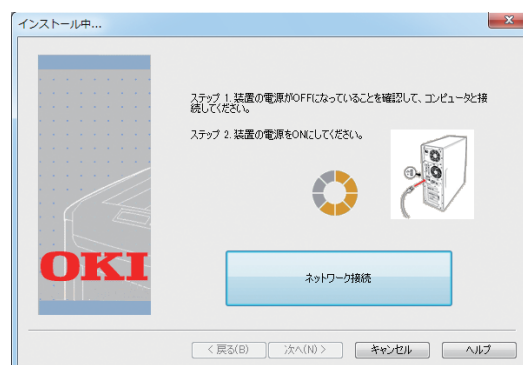 インストール中...
ステップ 1. 装置の電源がOFFになっていることを確認して、コンピュータと接
続してください。
ステップ 2. 装置の電源をONにしてください。
OKI
ネットワーク接続
< 戻る(B)
次へ(N) >
キャンセル
ヘルプ